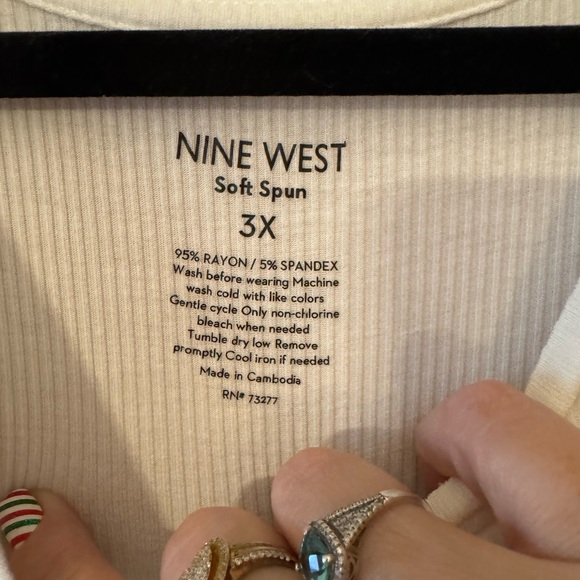 NINE WEST
Soft Spun
3X
95% RAYON / 5% SPANDEX
Wash before wearing Machine
wash cold with like colors
Gentle cycle Only non-chlorine
bleach when needed
Tumble dry low Remove
promptly Cool iron if needed
Made in Cambodia
RN# 73277